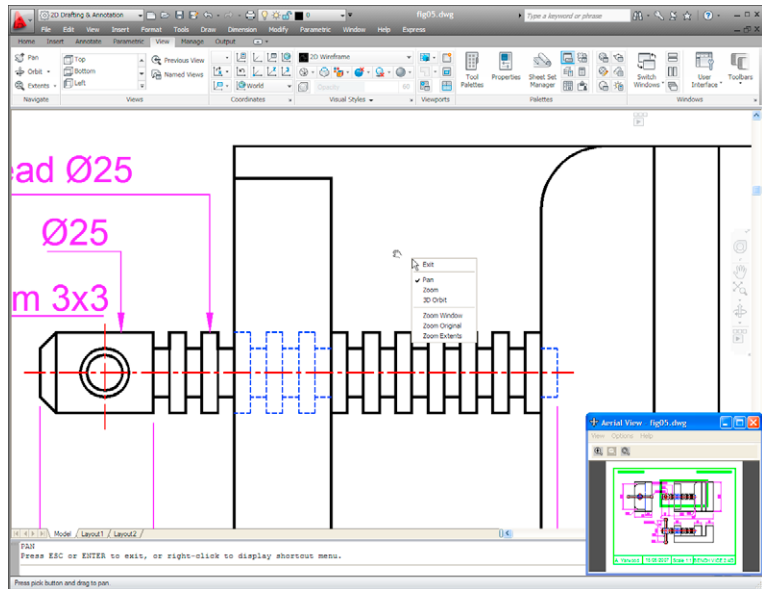 2D Drafting & Annotation
0
fig05.dwg
Type a keyword or phrase
File Edit View Insert Format Tools Draw Dimension Modify Parametric Window Help Express
Home Insert Annotate Parametric View Manage Output
Pan
Orbit
Extents
Navigate
Top
Bottom
Left
Previous View
Named Views
Views
World
Coordinates
2D Wireframe
Opacity
60
Visual Styles
Viewports
Tool Palettes
Properties
Sheet Set Manager
Palettes
Switch Windows
User Interface
Toolbars
Windows
ead Ø25
Ø25
m 3x3
Exit
Pan
Zoom
3D Orbit
Zoom Window
Zoom Original
Zoom Extents
Aerial View fig05.dwg
View Options Help
Model Layout1 Layout2
PAN
Press ESC or ENTER to exit, or right-click to display shortcut menu.
Press pick button and drag to pan